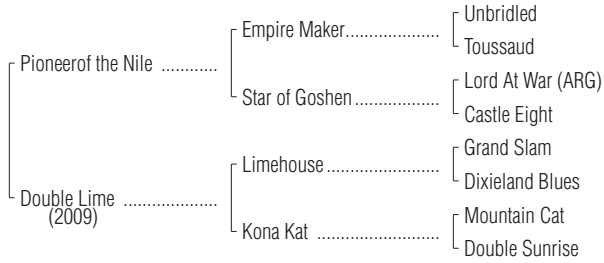 Unbridled
Empire Maker....................
Toussaud
Pioneerof the Nile ............
Lord At War (ARG)
Star of Goshen..................
Castle Eight
Grand Slam
Limehouse........................
Dixieland Blues
Double Lime ....................
(2009)
Mountain Cat
Kona Kat ..........................
Double Sunrise